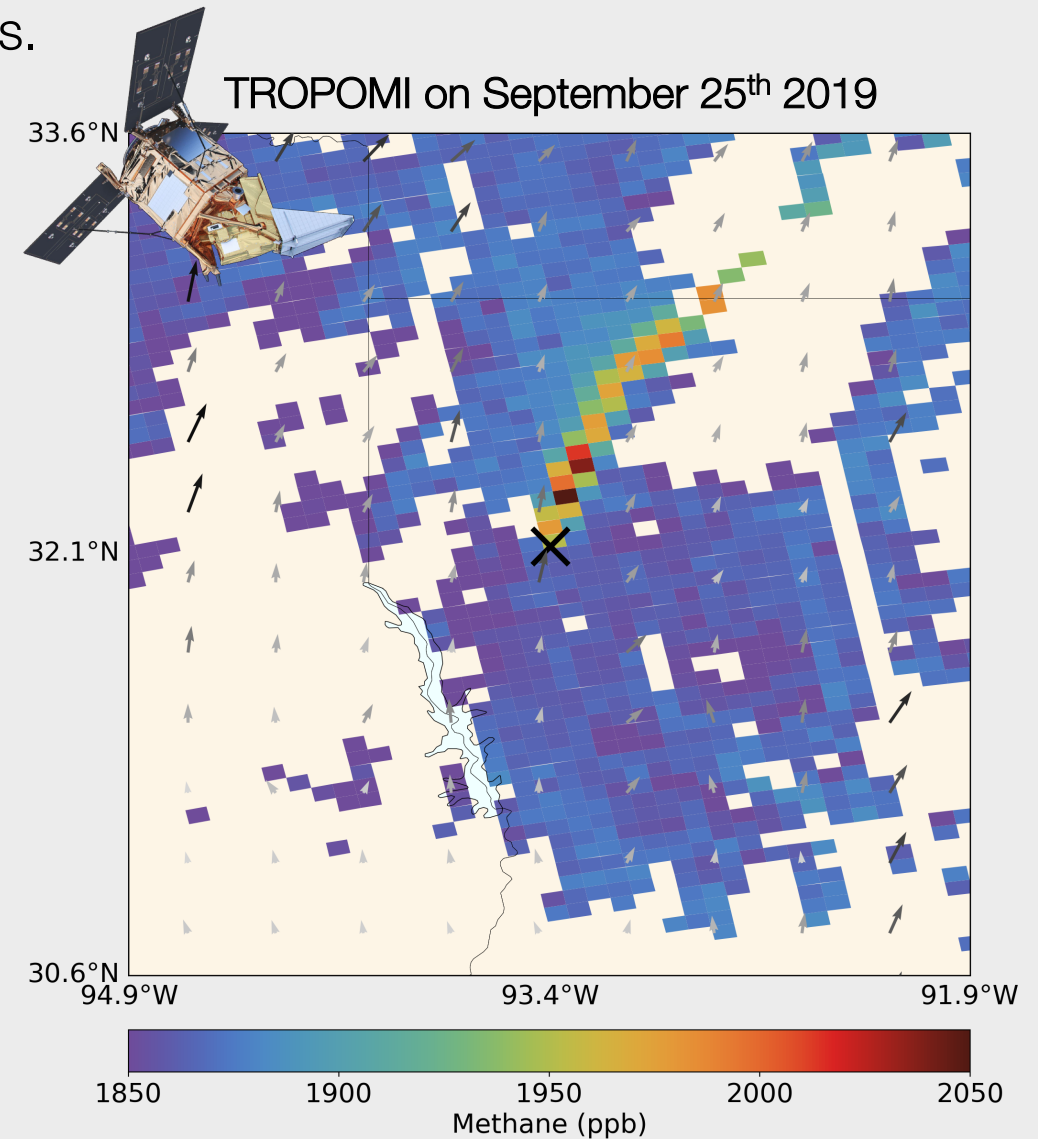 s.
TROPOMI on September 25th 2019
33.6°N
32.1°N
30.6°N
94.9°W 93.4°W 91.9°W
1850 1900 1950 2000 2050
Methane (ppb)